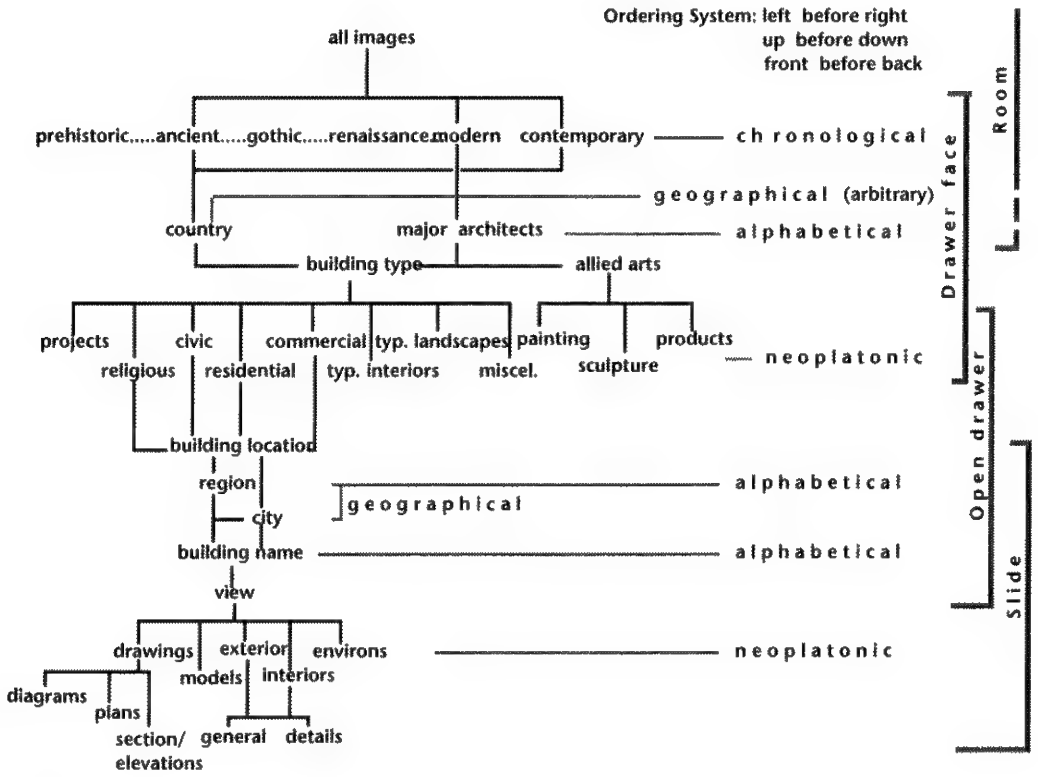 Ordering System: left before right
up before down
front before back
all images
prehistoric.....ancient.....gothic.....renaissance..modern contemporary
chronological
geographical (arbitrary)
country
major architects
alphabetical
building type
allied arts
projects
civic
commercial
typ. landscapes
painting
products
religious
residential
typ. interiors
miscel.
sculpture
neoplatonic
building location
region
alphabetical
geographical
city
building name
alphabetical
view
drawings
exterior
environs
neoplatonic
models
interiors
diagrams
plans
section/
elevations
general
details
Room
Drawer face
Open drawer
Slide